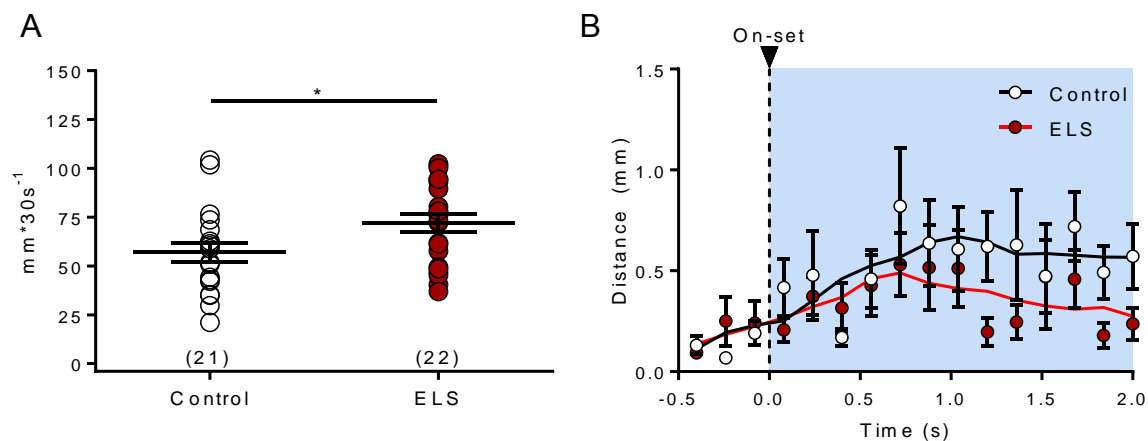 A
150
125
100
75
50
25
0
mm*30s⁻¹
*
(21)
(22)
Control
ELS
B
On-set
1.5
1.0
0.5
0.0
Distance (mm)
Control
ELS
-0.5
0.0
0.5
1.0
1.5
2.0
Time (s)